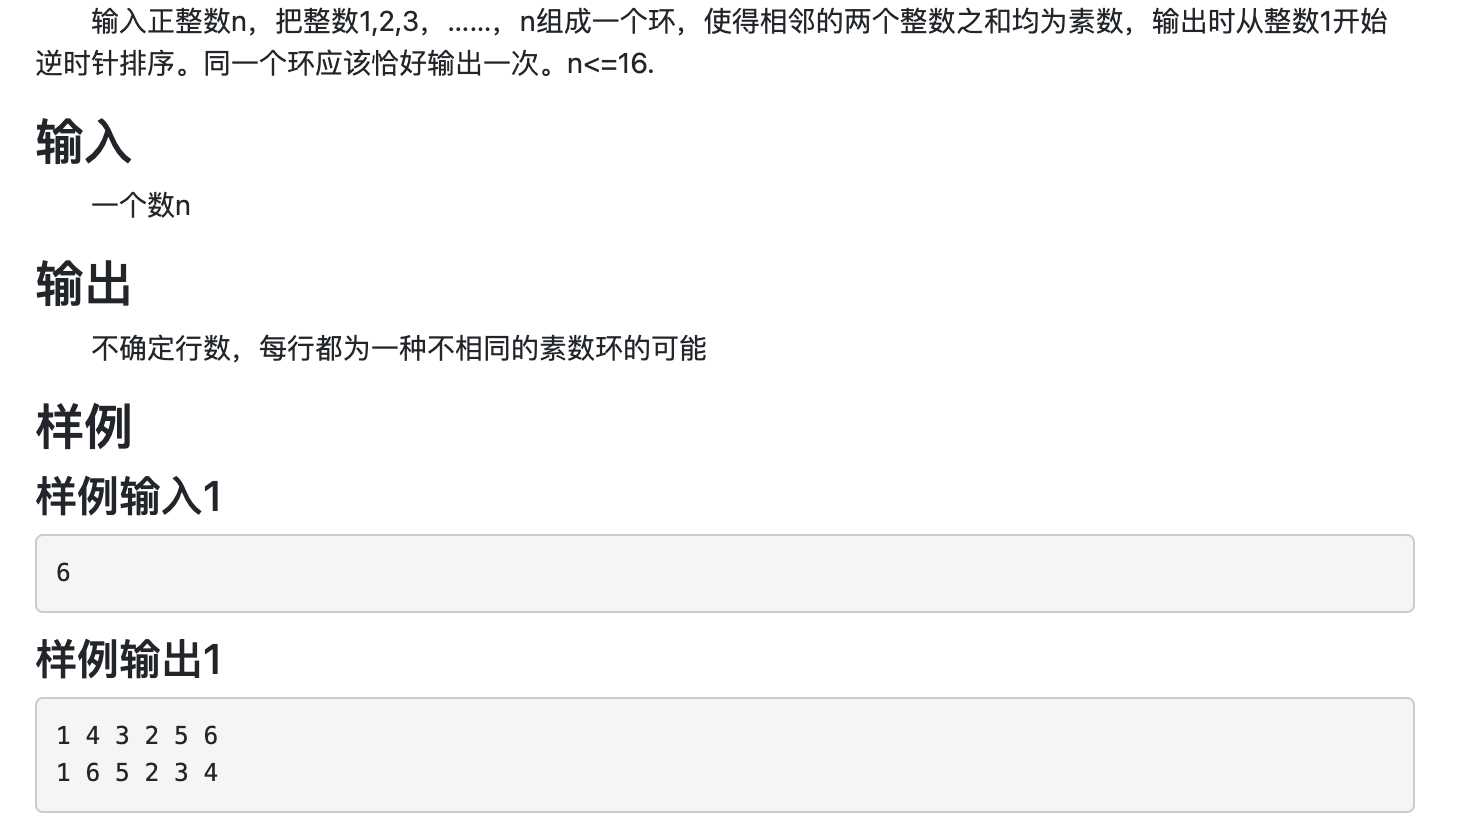 输入正整数n，把整数1,2,3，……，n组成一个环，使得相邻的两个整数之和均为素数，输出时从整数1开始
逆时针排序。同一个环应该恰好输出一次。n<=16.
输入
一个数n
输出
不确定行数，每行都为一种不相同的素数环的可能
样例
样例输入1
6
样例输出1
1 4 3 2 5 6
1 6 5 2 3 4